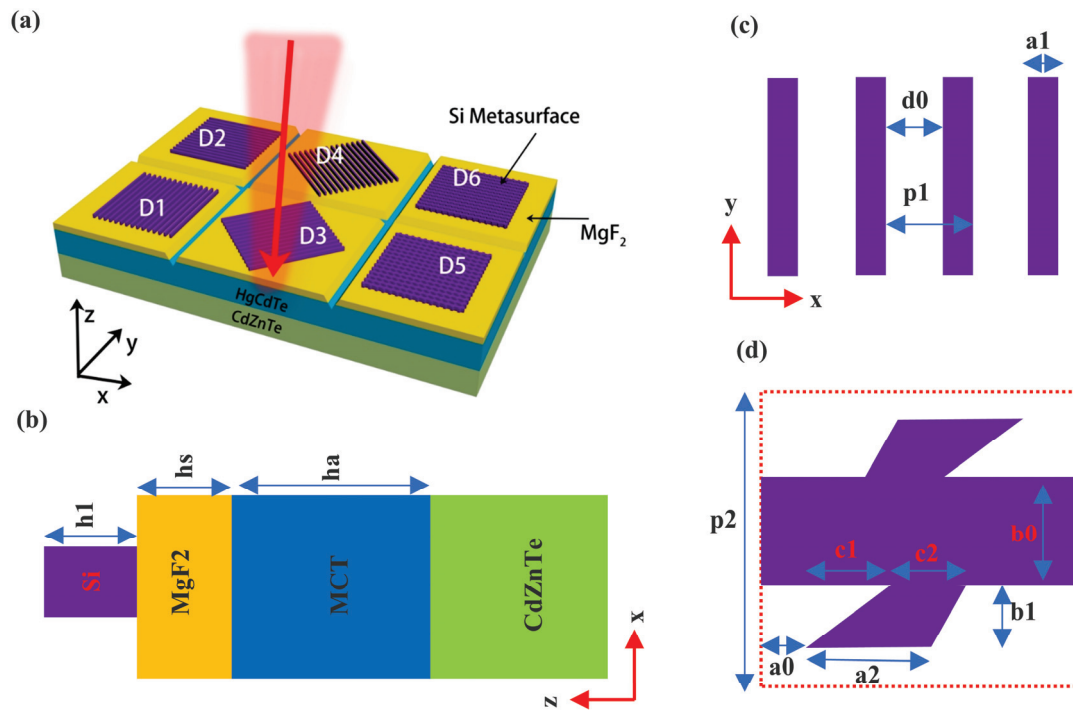 (a)
Si Metasurface
D2
D4
D6
D1
D3
MgF2
D5
HgCdTe
CdZnTe
z
y
x
(b)
hs
ha
h1
Si
MgF2
MCT
CdZnTe
x
z
(c)
a1
d0
p1
y
x
(d)
p2
b0
c1
c2
b1
a0
a2